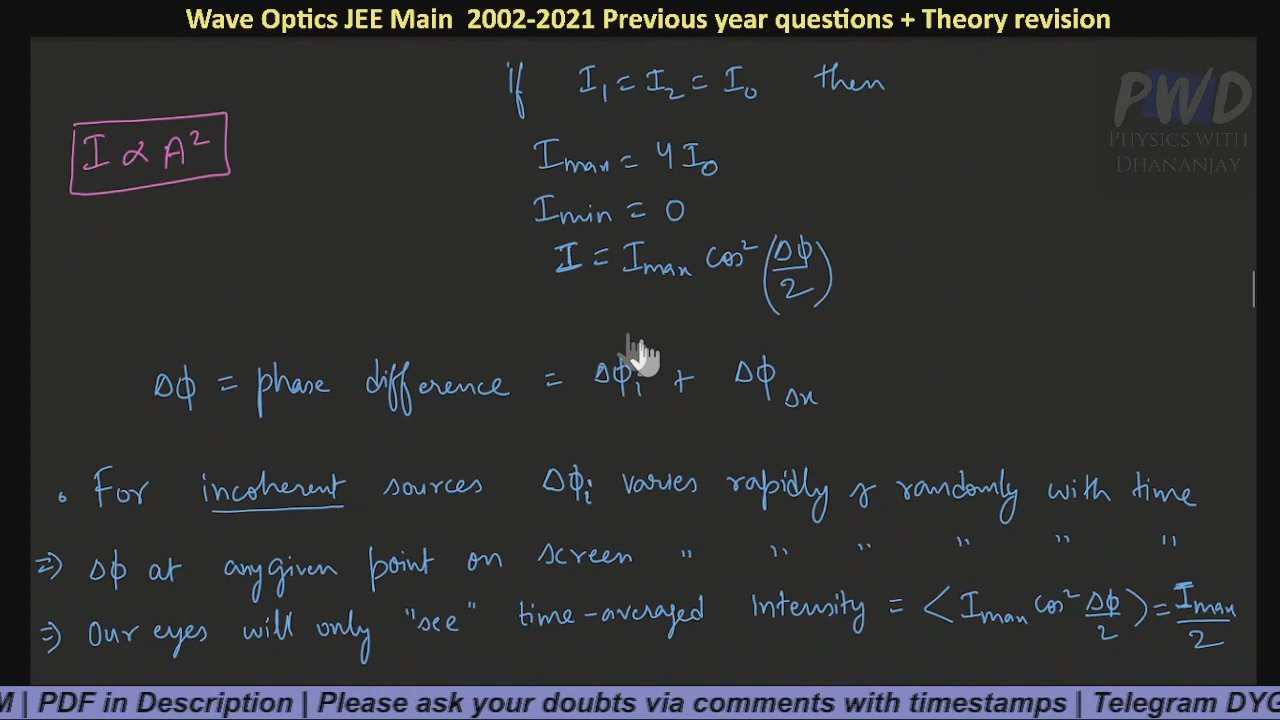 Wave Optics JEE Main 2002-2021 Previous year questions + Theory revision
if I₁ = I₂ = I₀ then
PWD
PHYSICS WITH
DHANANJAY
I ∝ A²
Imax = 4 I₀
Imin = 0
I = Imax cos² (Δϕ/2)
Δϕ = phase difference = Δϕᵢ + Δϕ Δx
• For incoherent sources Δϕᵢ varies rapidly & randomly with time
=> Δϕ at any given point on screen " " " " " "
=> Our eyes will only "see" time-averaged Intensity = < Imax cos² Δϕ/2 > = Imax/2
M | PDF in Description | Please ask your doubts via comments with timestamps | Telegram DYG